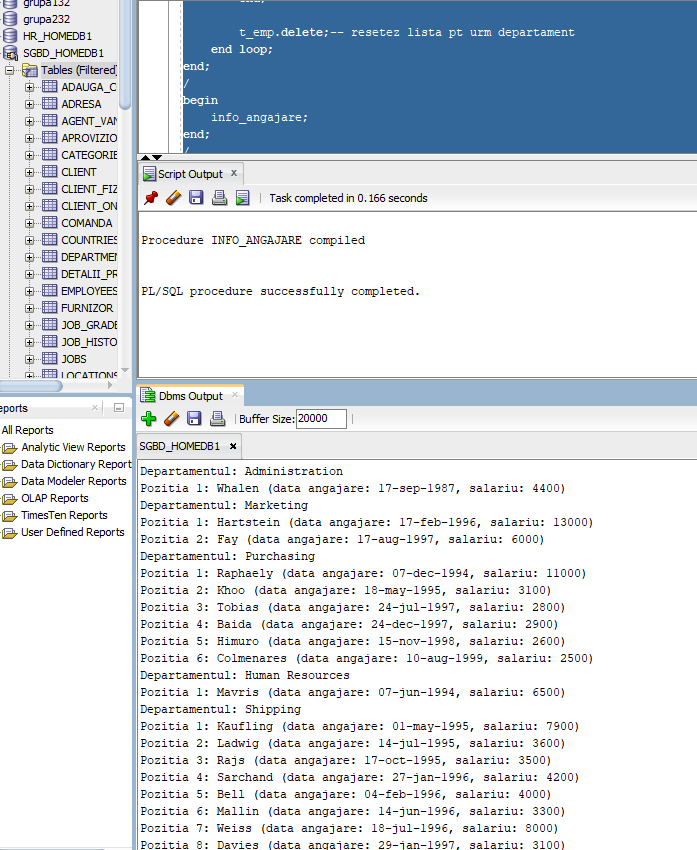 grupa132
grupa232
HR_HOMEDB1
SGBD_HOMEDB1
Tables (Filtered)
ADAUGA_C
ADRESA
AGENT_VAN
APROVIZIO
CATEGORIE
CLIENT
CLIENT_FIZ
CLIENT_ON
COMANDA
COUNTRIES
DEPARTMEN
DETALII_PR
EMPLOYEES
FURNIZOR
JOB_GRADE
JOB_HISTO
JOBS
LOCATIONS
eports
All Reports
Analytic View Reports
Data Dictionary Report
Data Modeler Reports
OLAP Reports
TimesTen Reports
User Defined Reports
end;
t_emp.delete;-- resetez lista pt urm departament
end loop;
end;
/
begin
info_angajare;
end;
/
Script Output x
Task completed in 0.166 seconds
Procedure INFO_ANGAJARE compiled
PL/SQL procedure successfully completed.
Dbms Output x
Buffer Size: 20000
SGBD_HOMEDB1 x
Departamentul: Administration
Pozitia 1: Whalen (data angajare: 17-sep-1987, salariu: 4400)
Departamentul: Marketing
Pozitia 1: Hartstein (data angajare: 17-feb-1996, salariu: 13000)
Pozitia 2: Fay (data angajare: 17-aug-1997, salariu: 6000)
Departamentul: Purchasing
Pozitia 1: Raphaely (data angajare: 07-dec-1994, salariu: 11000)
Pozitia 2: Khoo (data angajare: 18-may-1995, salariu: 3100)
Pozitia 3: Tobias (data angajare: 24-jul-1997, salariu: 2800)
Pozitia 4: Baida (data angajare: 24-dec-1997, salariu: 2900)
Pozitia 5: Himuro (data angajare: 15-nov-1998, salariu: 2600)
Pozitia 6: Colmenares (data angajare: 10-aug-1999, salariu: 2500)
Departamentul: Human Resources
Pozitia 1: Mavris (data angajare: 07-jun-1994, salariu: 6500)
Departamentul: Shipping
Pozitia 1: Kaufling (data angajare: 01-may-1995, salariu: 7900)
Pozitia 2: Ladwig (data angajare: 14-jul-1995, salariu: 3600)
Pozitia 3: Rajs (data angajare: 17-oct-1995, salariu: 3500)
Pozitia 4: Sarchand (data angajare: 27-jan-1996, salariu: 4200)
Pozitia 5: Bell (data angajare: 04-feb-1996, salariu: 4000)
Pozitia 6: Mallin (data angajare: 14-jun-1996, salariu: 3300)
Pozitia 7: Weiss (data angajare: 18-jul-1996, salariu: 8000)
Pozitia 8: Davies (data angajare: 29-jan-1997, salariu: 3100)